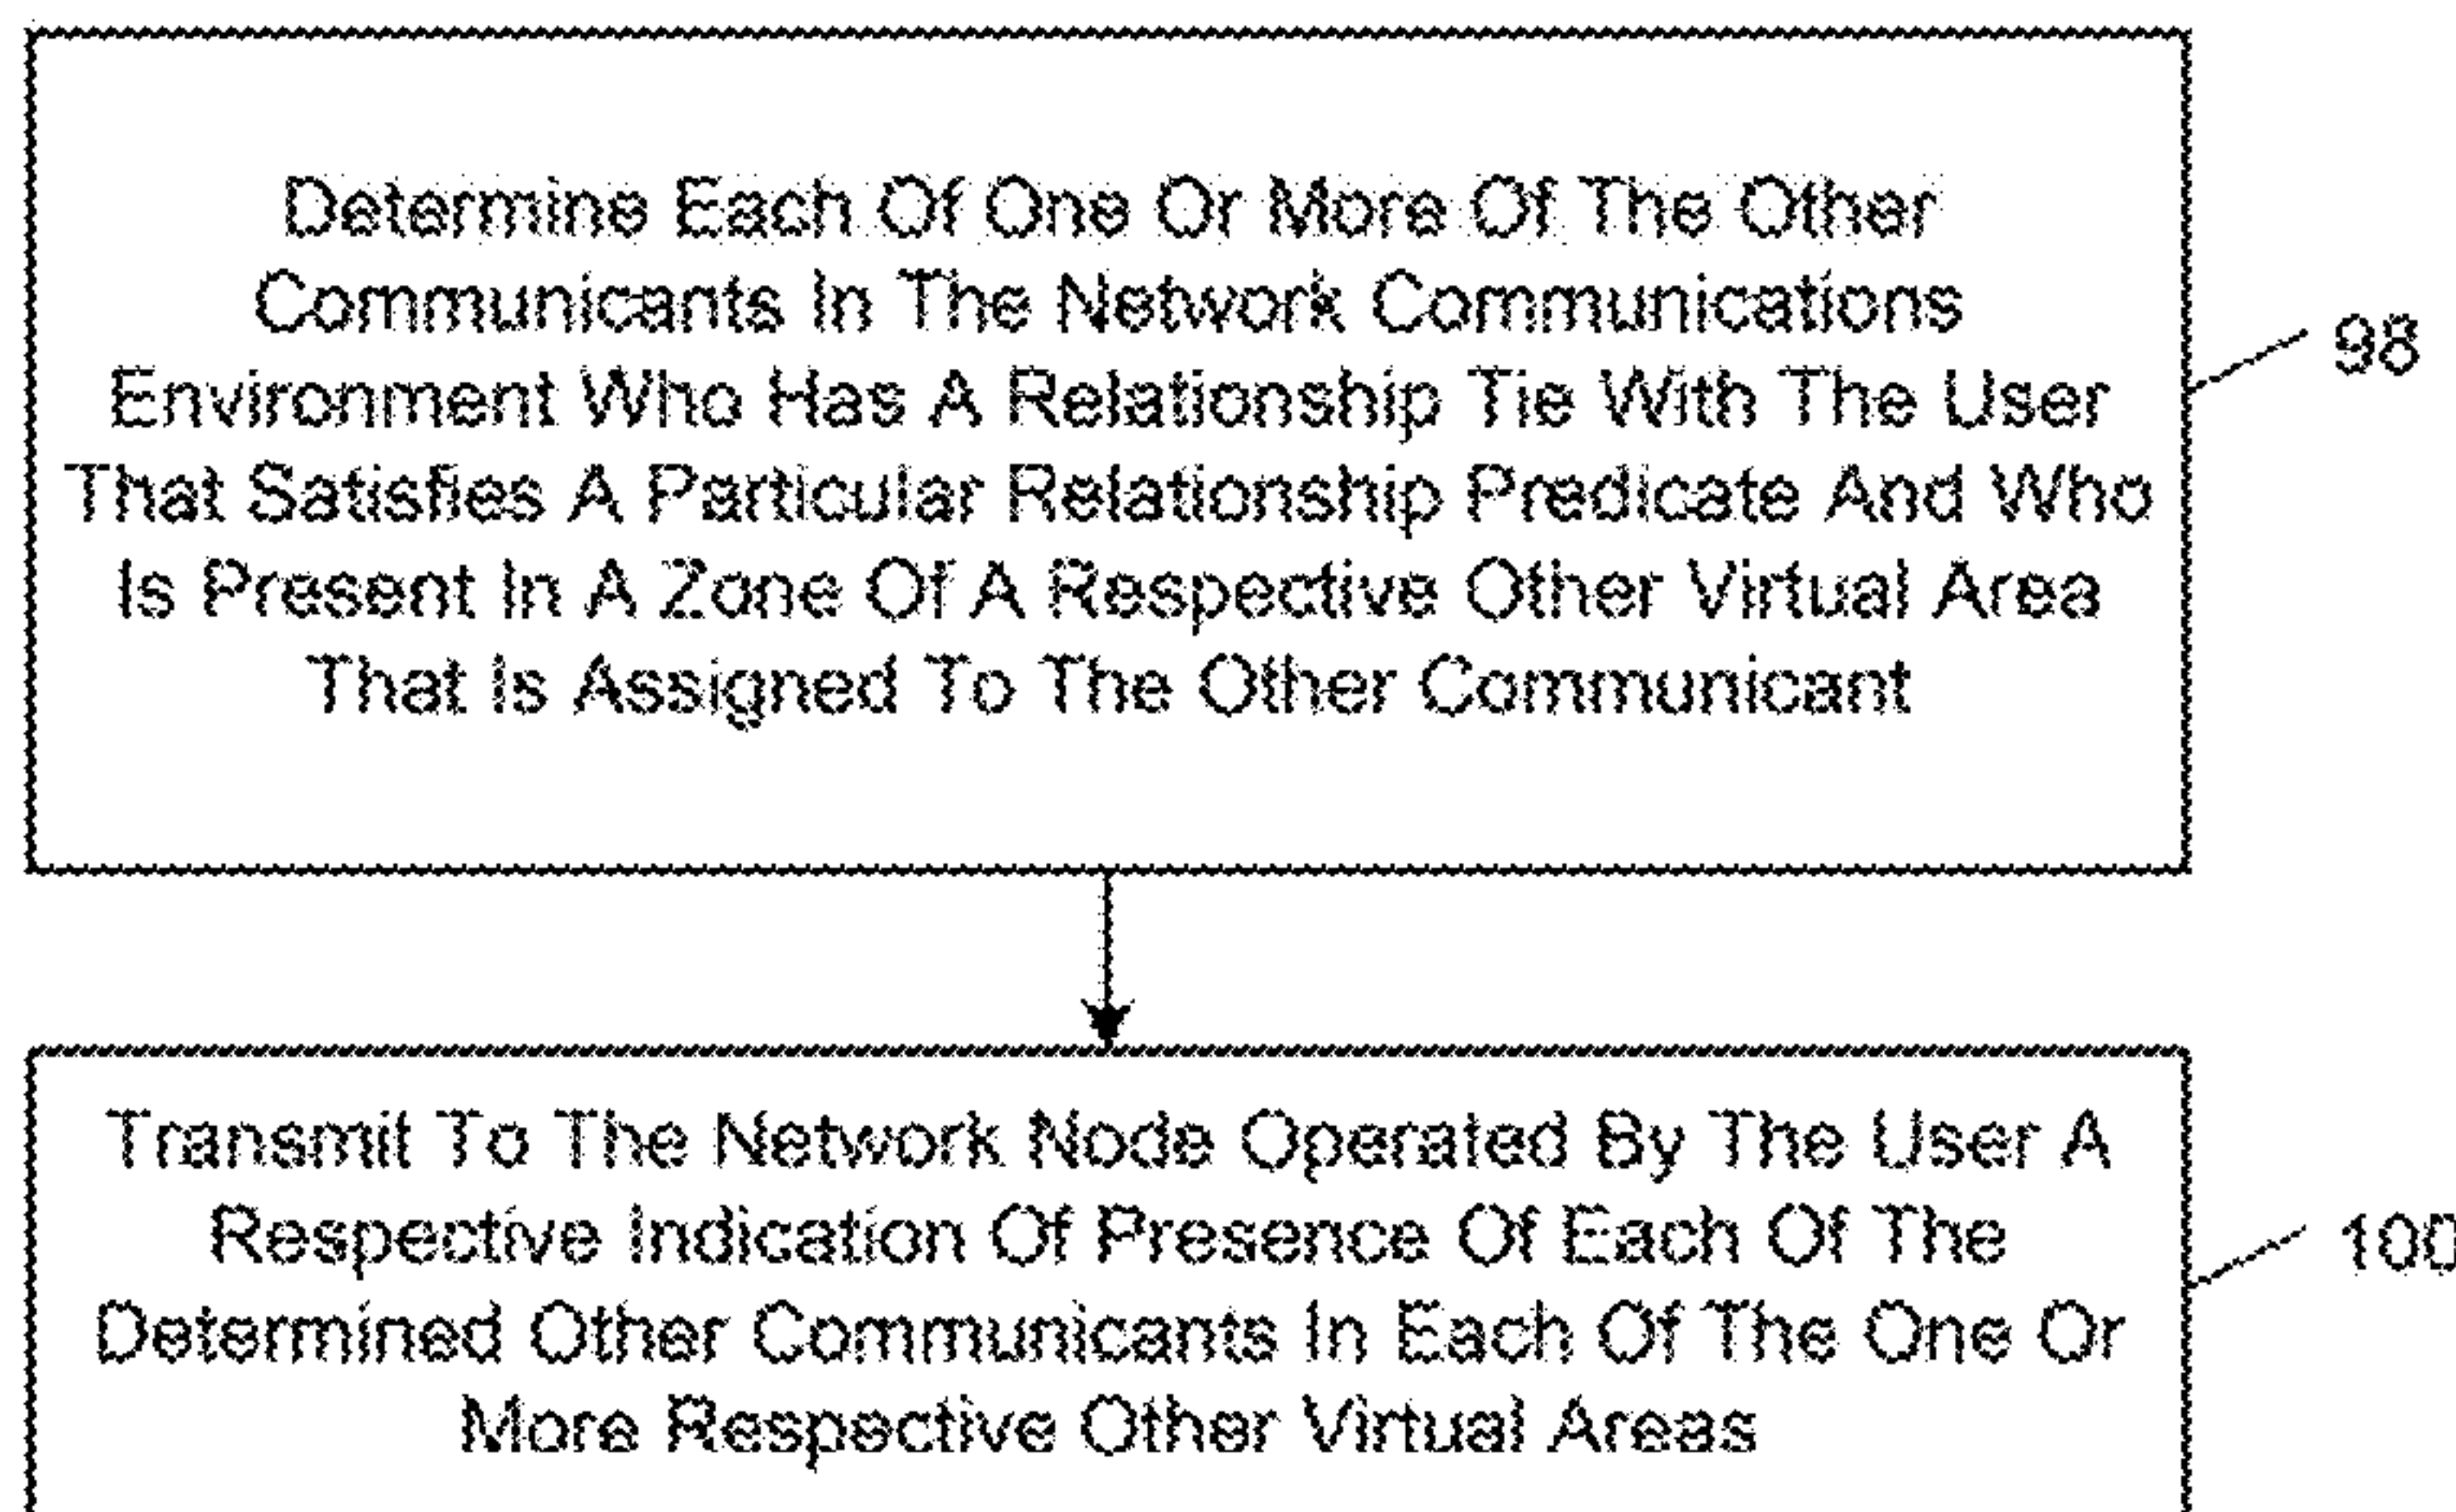 Determine Each Of One Or More Of The Other
Communicants In The Network Communications
Environment Who Has A Relationship Tie With The User
That Satisfies A Particular Relationship Predicate And Who
Is Present In A Zone Of A Respective Other Virtual Area
That Is Assigned To The Other Communicant
98
Transmit To The Network Node Operated By The User A
Respective Indication Of Presence Of Each Of The
Determined Other Communicants In Each Of The One Or
More Respective Other Virtual Areas
100